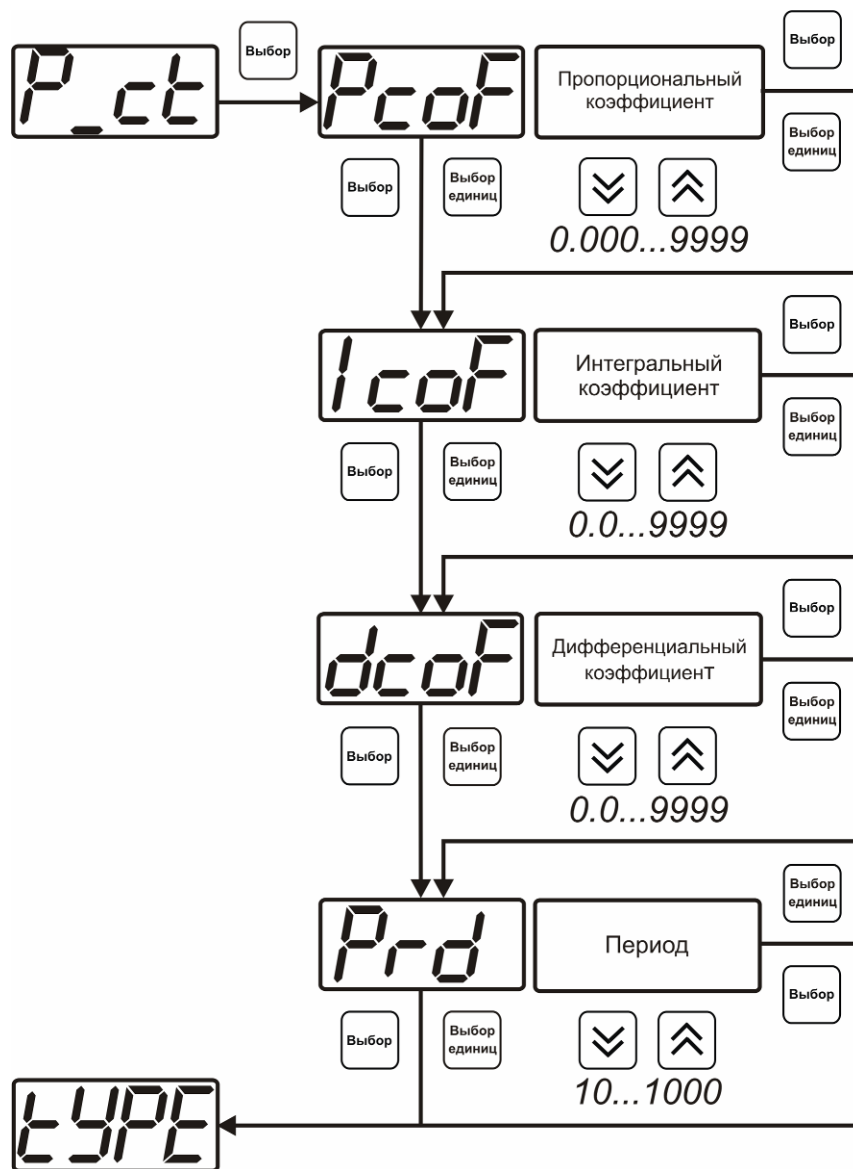 P_ct
Выбор
PcoF
Пропорциональный
коэффициент
Выбор
Выбор
единиц
Выбор
Выбор
единиц
0.000...9999
IcoF
Интегральный
коэффициент
Выбор
Выбор
единиц
Выбор
Выбор
единиц
0.0...9999
dcoF
Дифференциальный
коэффициент
Выбор
Выбор
единиц
Выбор
Выбор
единиц
0.0...9999
Prd
Период
Выбор
единиц
Выбор
Выбор
Выбор
единиц
10...1000
tYPE